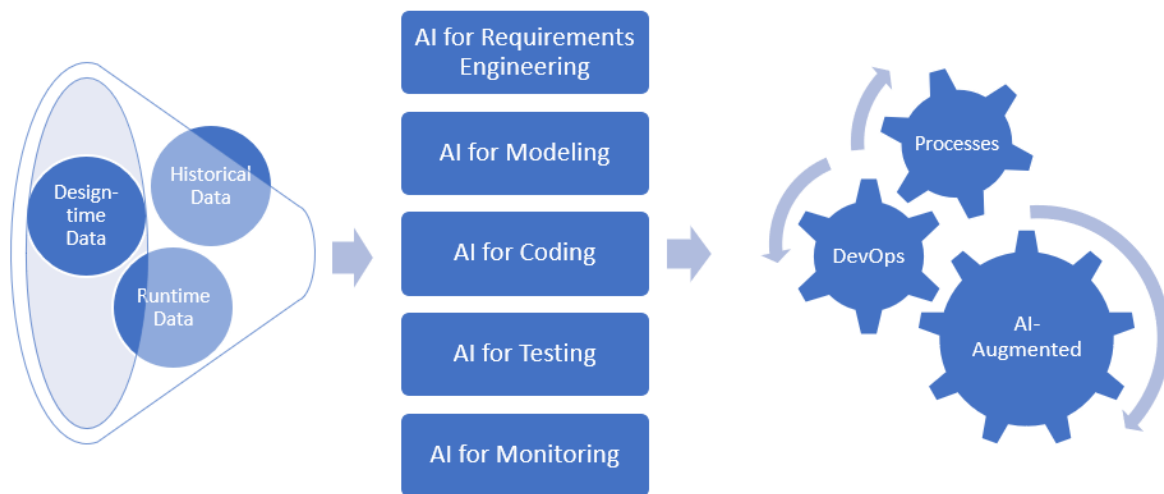 Design-
time
Data
Historical
Data
Runtime
Data
AI for Requirements
Engineering
AI for Modeling
AI for Coding
AI for Testing
AI for Monitoring
Processes
DevOps
AI-
Augmented